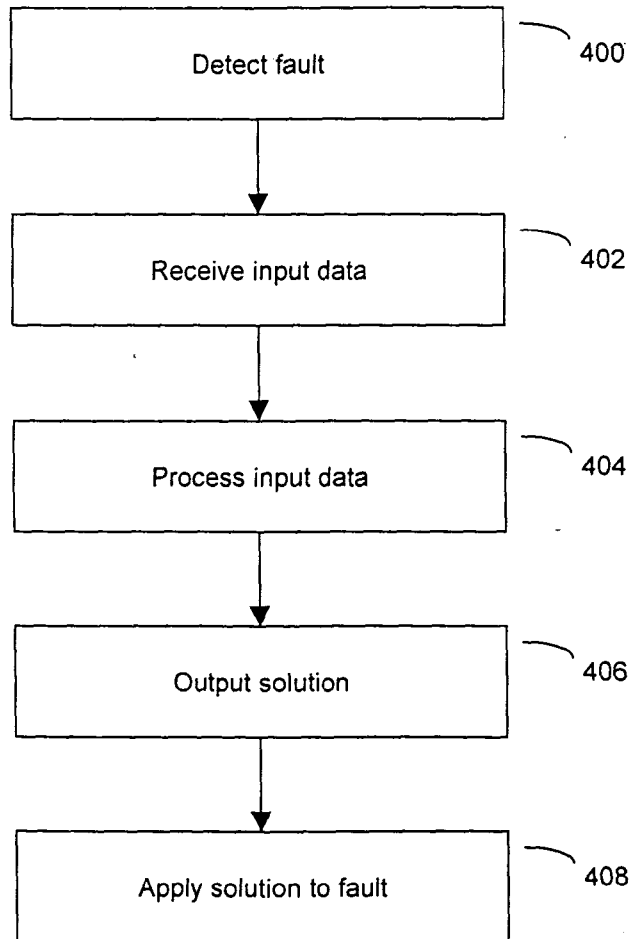 Detect fault
400
Receive input data
402
Process input data
404
Output solution
406
Apply solution to fault
408